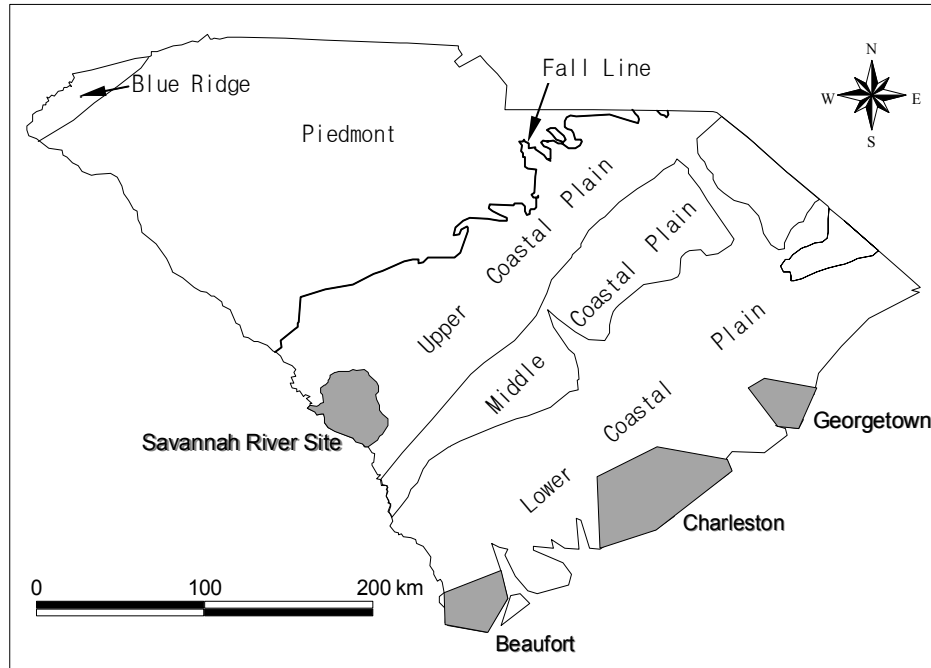 N
W E
S
Blue Ridge
Fall Line
Piedmont
Upper Coastal Plain
Middle Coastal Plain
Lower Coastal Plain
Savannah River Site
Georgetown
Charleston
Beaufort
0 100 200 km